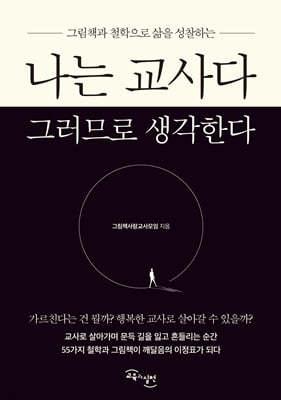 그림책과 철학으로 삶을 성찰하는
나는 교사다
그러므로 생각한다
그림책사랑교사모임 지음
가르친다는 건 뭘까? 행복한 교사로 살아갈 수 있을까?
교사로 살아가며 문득 길을 잃고 흔들리는 순간
55가지 철학과 그림책이 깨달음의 이정표가 되다
교육과실천